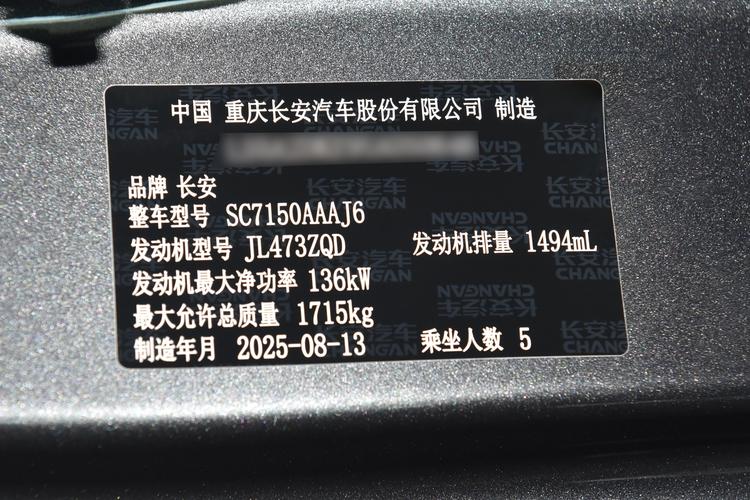 中国 重庆长安汽车股份有限公司 制造
品牌 长安
整车型号 SC7150AAAJ6
发动机型号 JL473ZQD 发动机排量 1494mL
发动机最大净功率 136kW
最大允许总质量 1715kg
制造年月 2025-08-13 乘坐人数 5